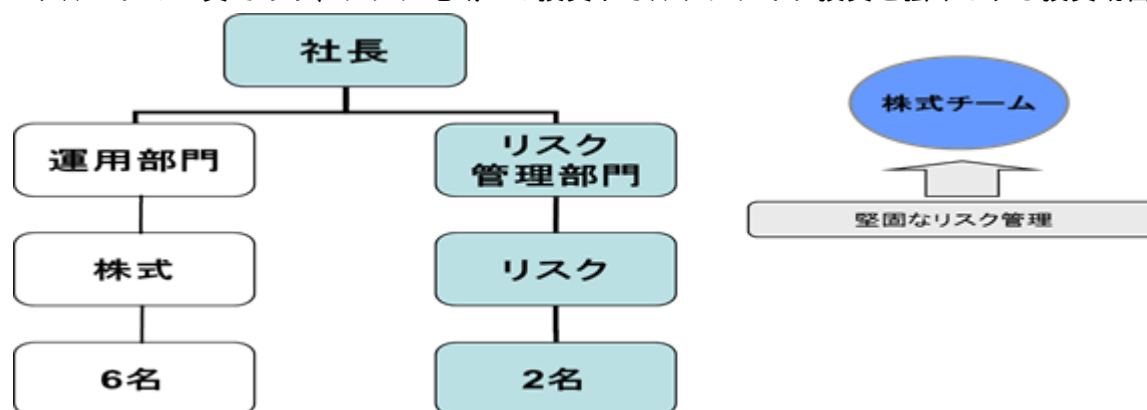 社長
運用部門
リスク
管理部門
株式
リスク
6名
2名
株式チーム
堅固なリスク管理